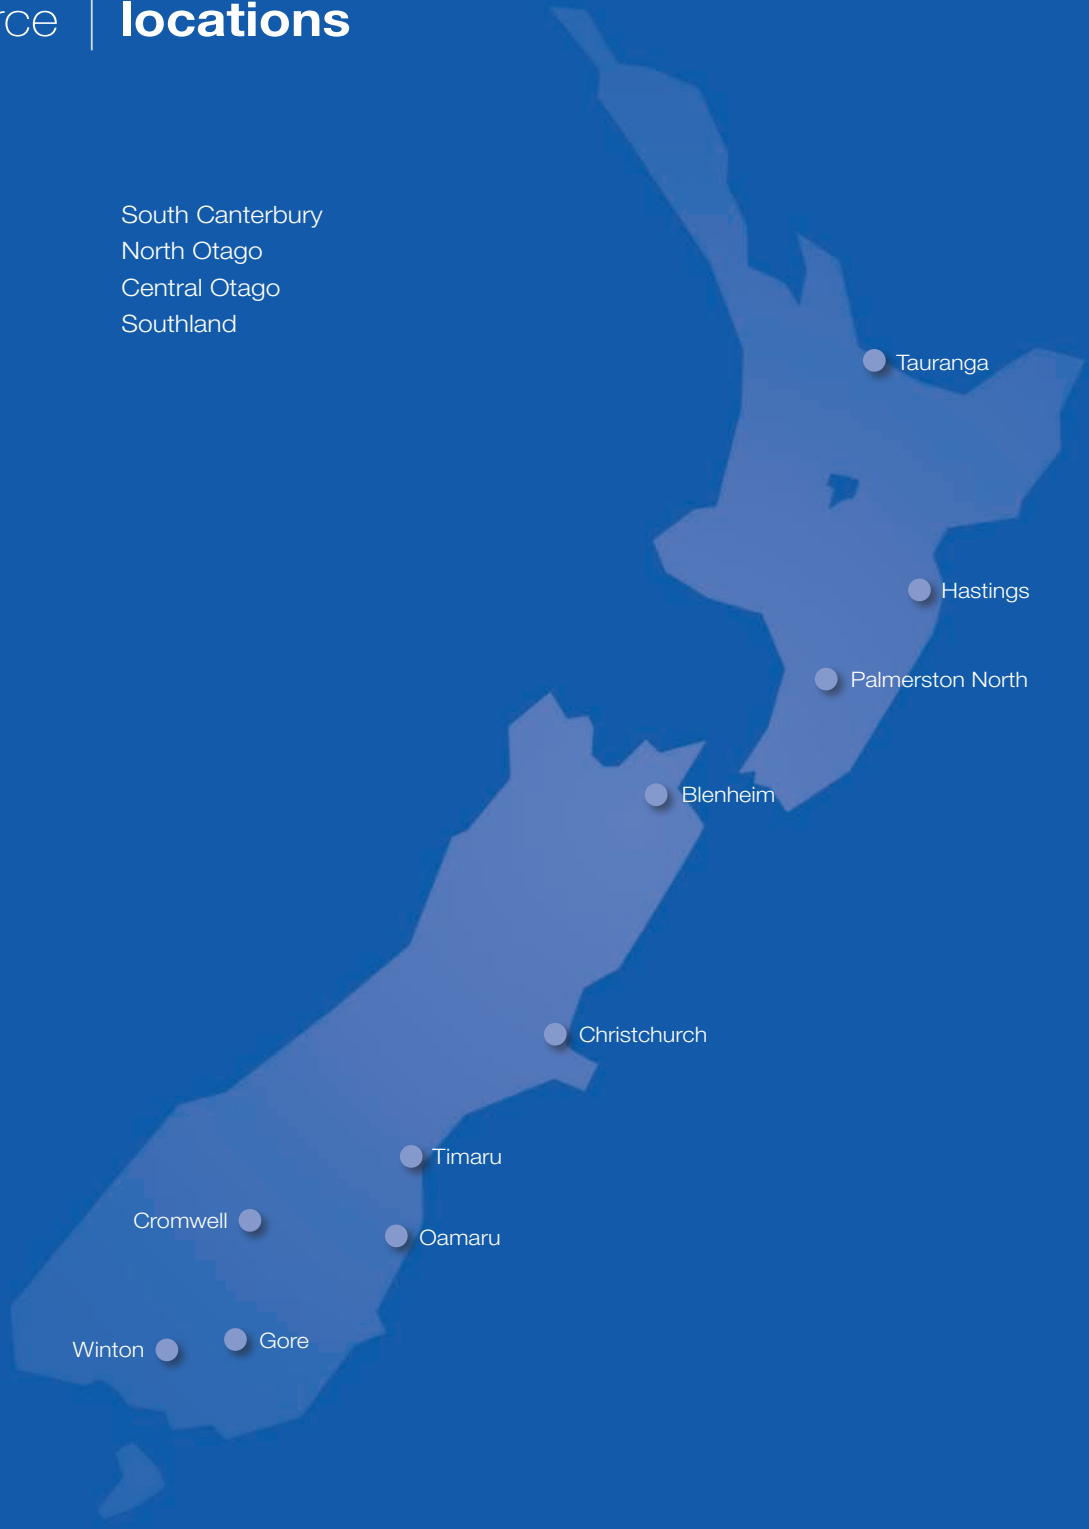 locations
South Canterbury
North Otago
Central Otago
Southland
Tauranga
Hastings
Palmerston North
Blenheim
Christchurch
Timaru
Cromwell
Oamaru
Gore
Winton